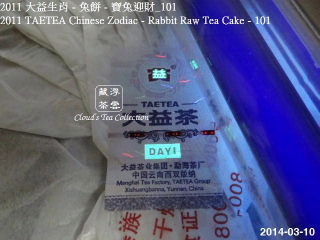 2011 大益生肖 - 兔餅 - 寶兔迎財_101
2011 TAETEA Chinese Zodiac - Rabbit Raw Tea Cake - 101
益
藏浮
茶雲
Cloud's Tea Collection
TAETEA
大益茶
DAYI
大益茶业集团·勐海茶厂
中国云南西双版纳
Menghai Tea Factory, TAETEA Group
Xishuangbanna, Yunnan, China
2014-03-10